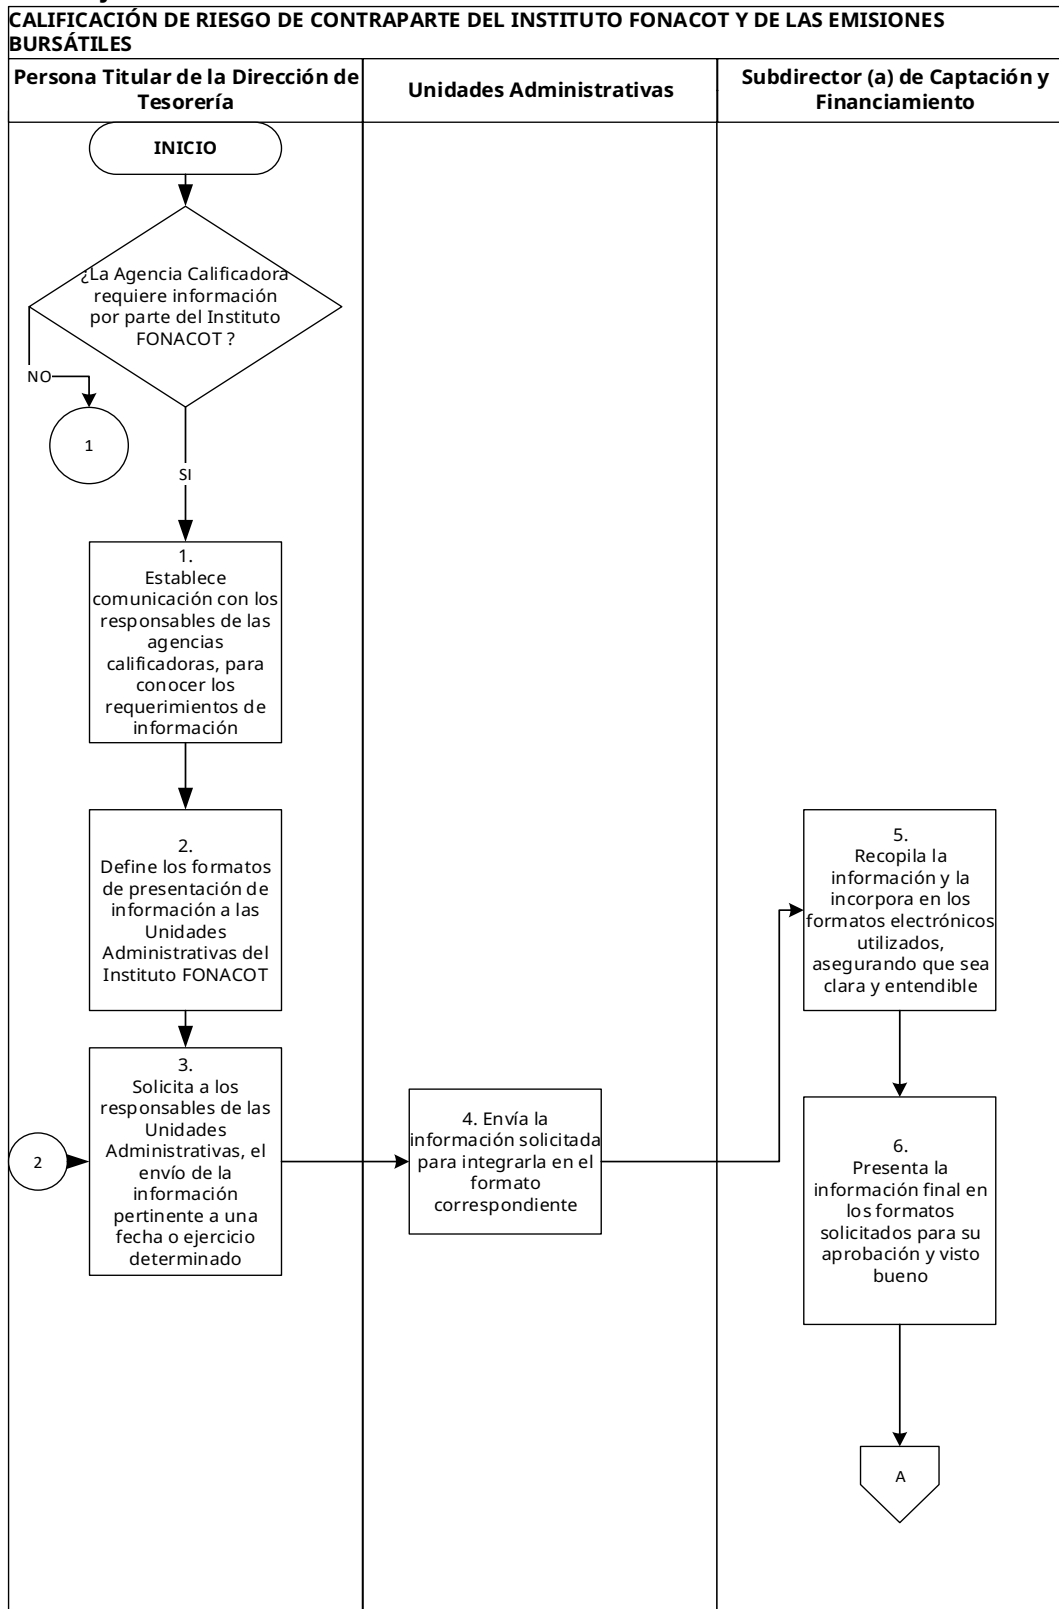 CALIFICACIÓN DE RIESGO DE CONTRAPARTE DEL INSTITUTO FONACOT Y DE LAS EMISIONES
BURSÁTILES
Persona Titular de la Dirección de
Tesorería
Unidades Administrativas
Subdirector (a) de Captación y
Financiamiento
INICIO
¿La Agencia Calificadora
requiere información
por parte del Instituto
FONACOT ?
NO
1
SI
1.
Establece
comunicación con los
responsables de las
agencias
calificadoras, para
conocer los
requerimientos de
información
2.
Define los formatos
de presentación de
información a las
Unidades
Administrativas del
Instituto FONACOT
3.
Solicita a los
responsables de las
Unidades
Administrativas, el
envío de la
información
pertinente a una
fecha o ejercicio
determinado
2
4. Envía la
información solicitada
para integrarla en el
formato
correspondiente
5.
Recopila la
información y la
incorpora en los
formatos electrónicos
utilizados,
asegurando que sea
clara y entendible
6.
Presenta la
información final en
los formatos
solicitados para su
aprobación y visto
bueno
A